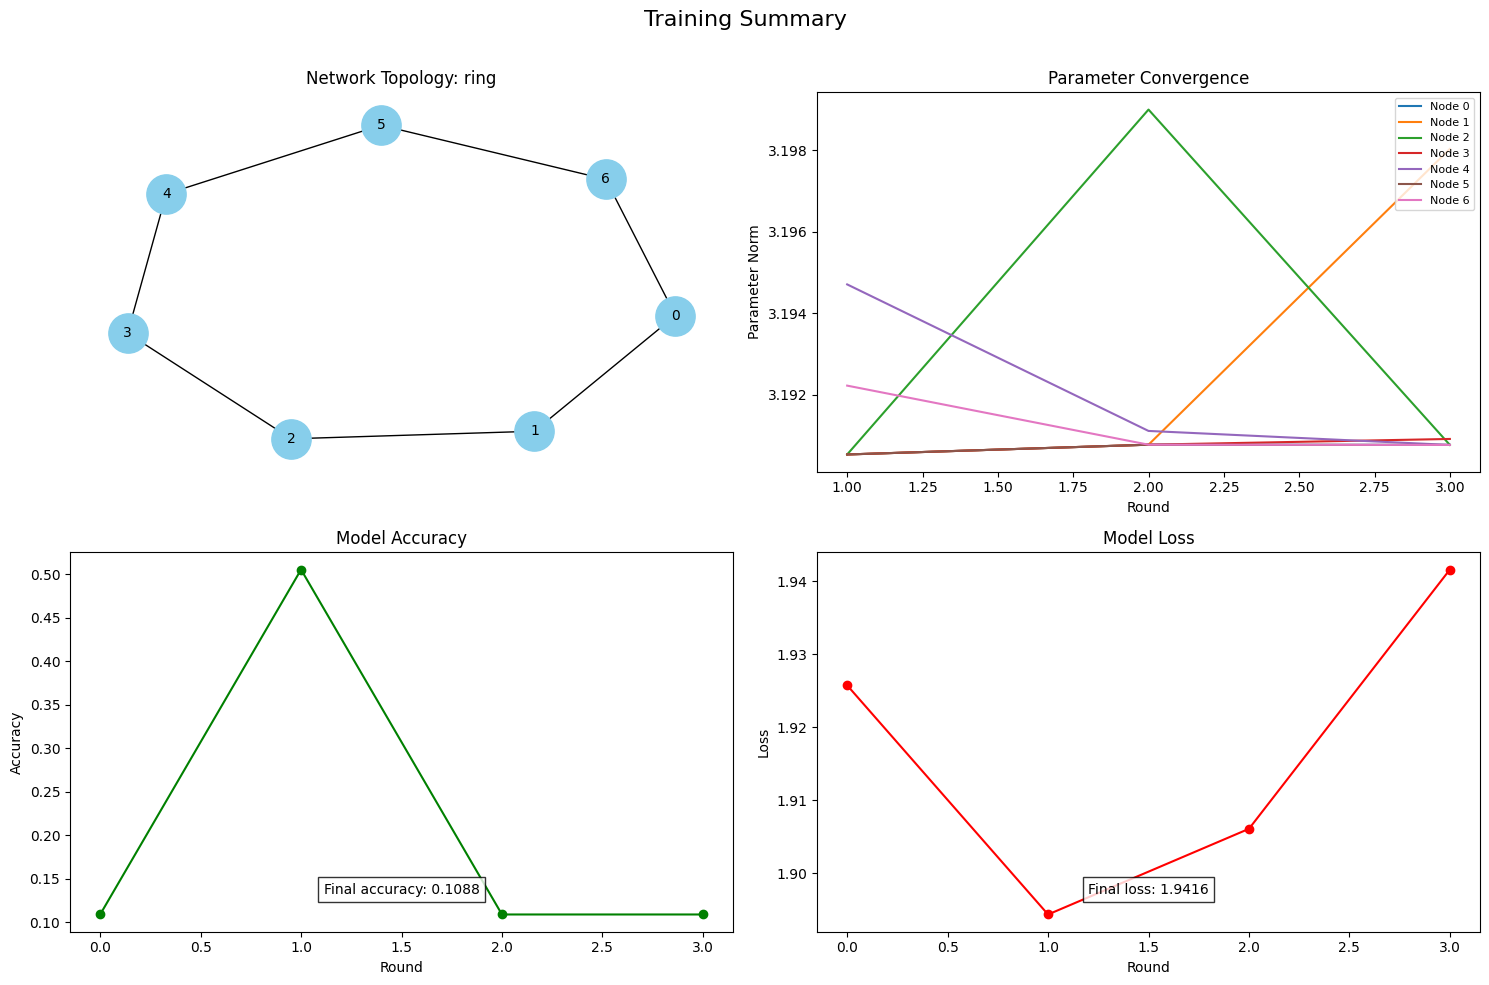 Training Summary
Network Topology: ring
5
6
4
0
3
1
2
Parameter Convergence
Parameter Norm
3.198
3.196
3.194
3.192
Node 0
Node 1
Node 2
Node 3
Node 4
Node 5
Node 6
1.00 1.25 1.50 1.75 2.00 2.25 2.50 2.75 3.00
Round
Model Accuracy
Accuracy
0.50
0.45
0.40
0.35
0.30
0.25
0.20
0.15
0.10
Final accuracy: 0.1088
0.0 0.5 1.0 1.5 2.0 2.5 3.0
Round
Model Loss
Loss
1.94
1.93
1.92
1.91
1.90
Final loss: 1.9416
0.0 0.5 1.0 1.5 2.0 2.5 3.0
Round